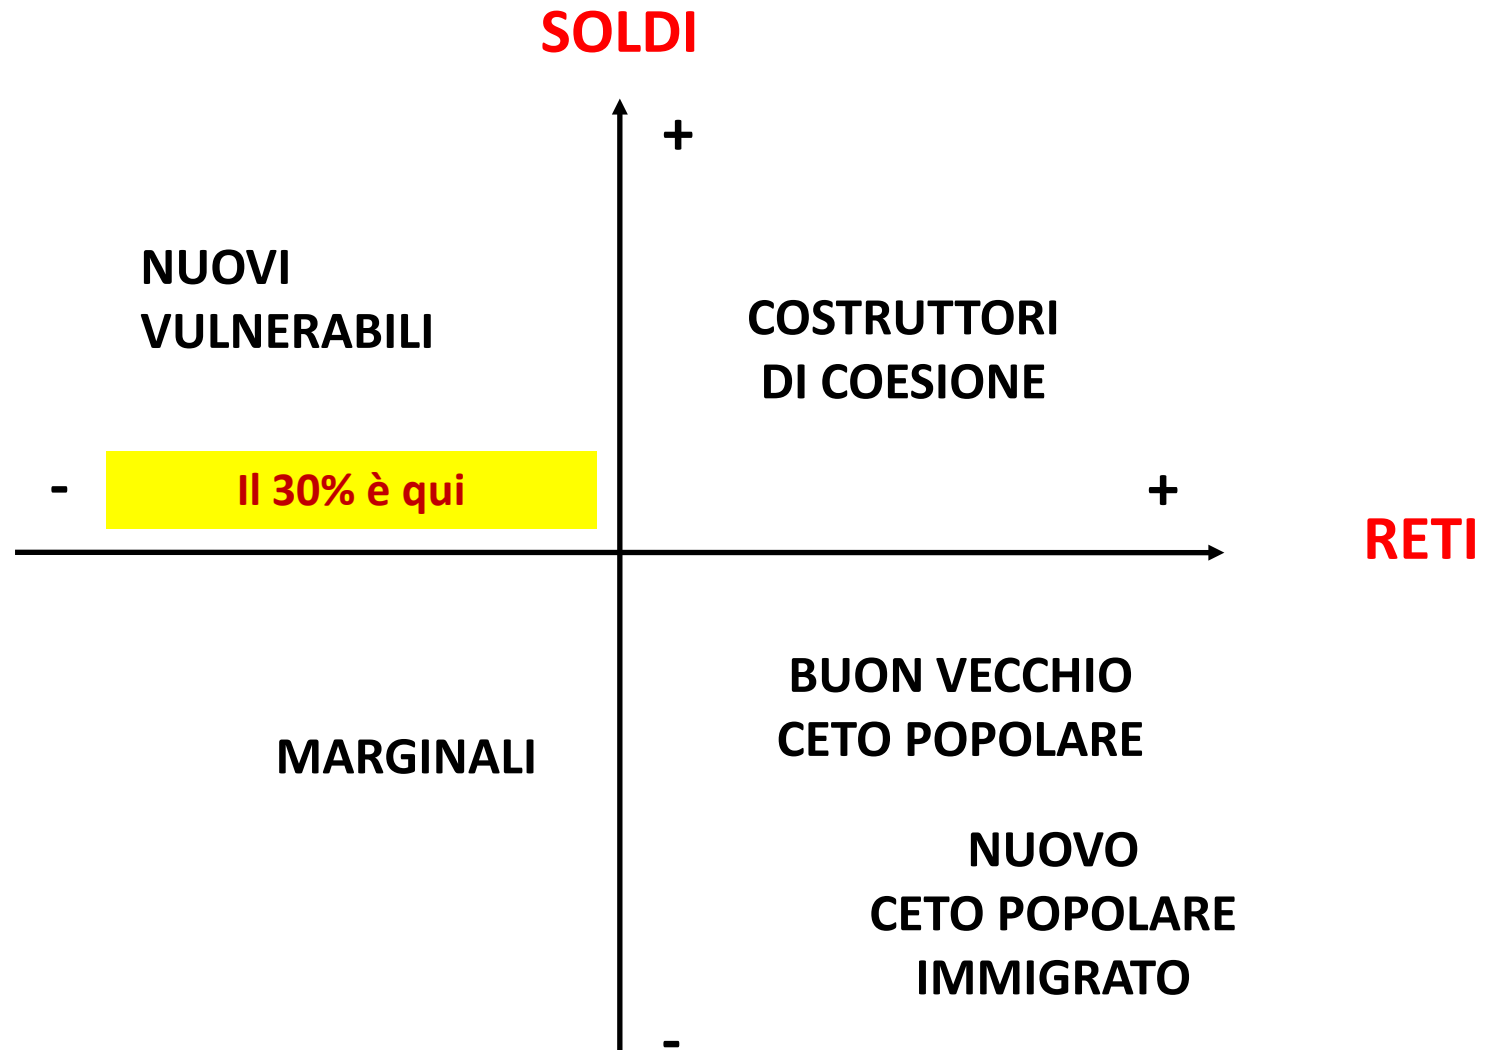 SOLDI
+
NUOVI
VULNERABILI
COSTRUTTORI
DI COESIONE
-
Il 30% è qui
+
RETI
BUON VECCHIO
CETO POPOLARE
MARGINALI
NUOVO
CETO POPOLARE
IMMIGRATO
-